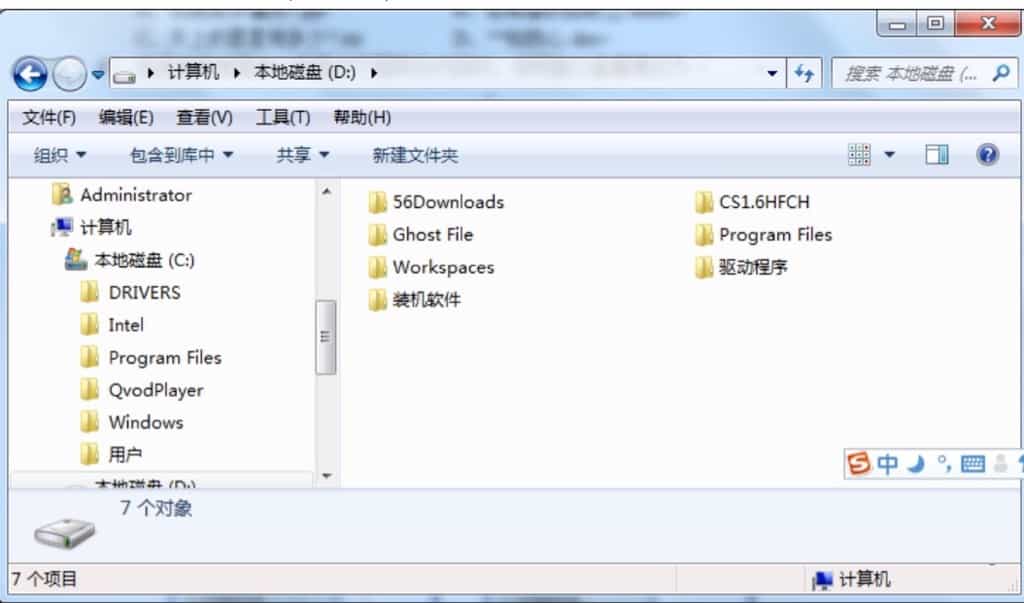 计算机 本地磁盘 (D:) 搜索 本地磁盘 (...
文件(F) 编辑(E) 查看(V) 工具(T) 帮助(H)
组织 包含到库中 共享 新建文件夹
Administrator
计算机
本地磁盘 (C:)
DRIVERS
Intel
Program Files
QvodPlayer
Windows
用户
本地磁盘 (D:)
56Downloads CS1.6HFCH
Ghost File Program Files
Workspaces 驱动程序
装机软件
中
7 个对象
7 个项目 计算机